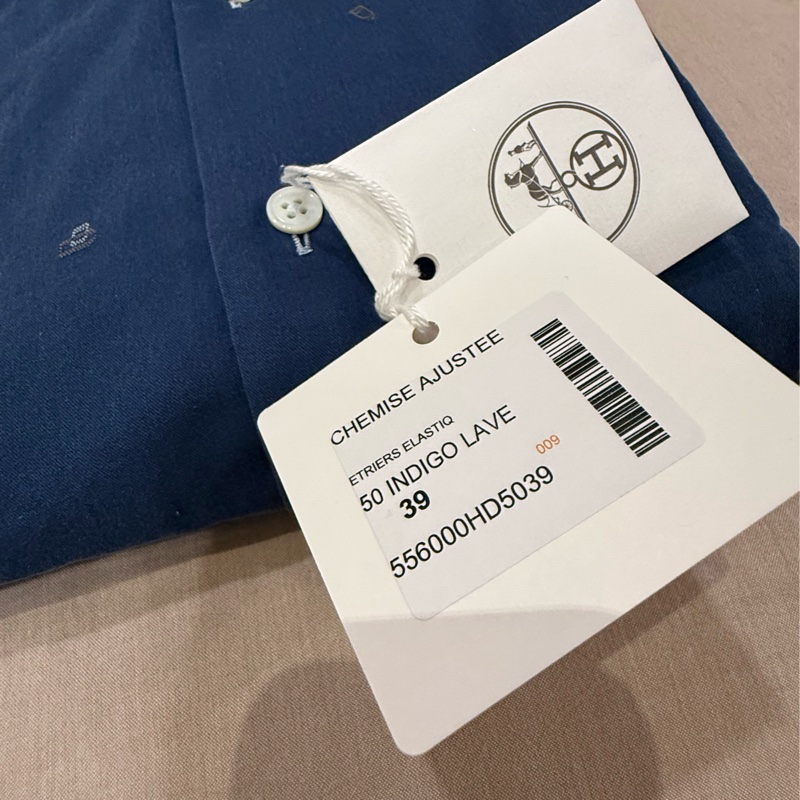 H
CHEMISE AJUSTEE
ETRIERS ELASTIQ
50 INDIGO LAVE
009
39
556000HD5039